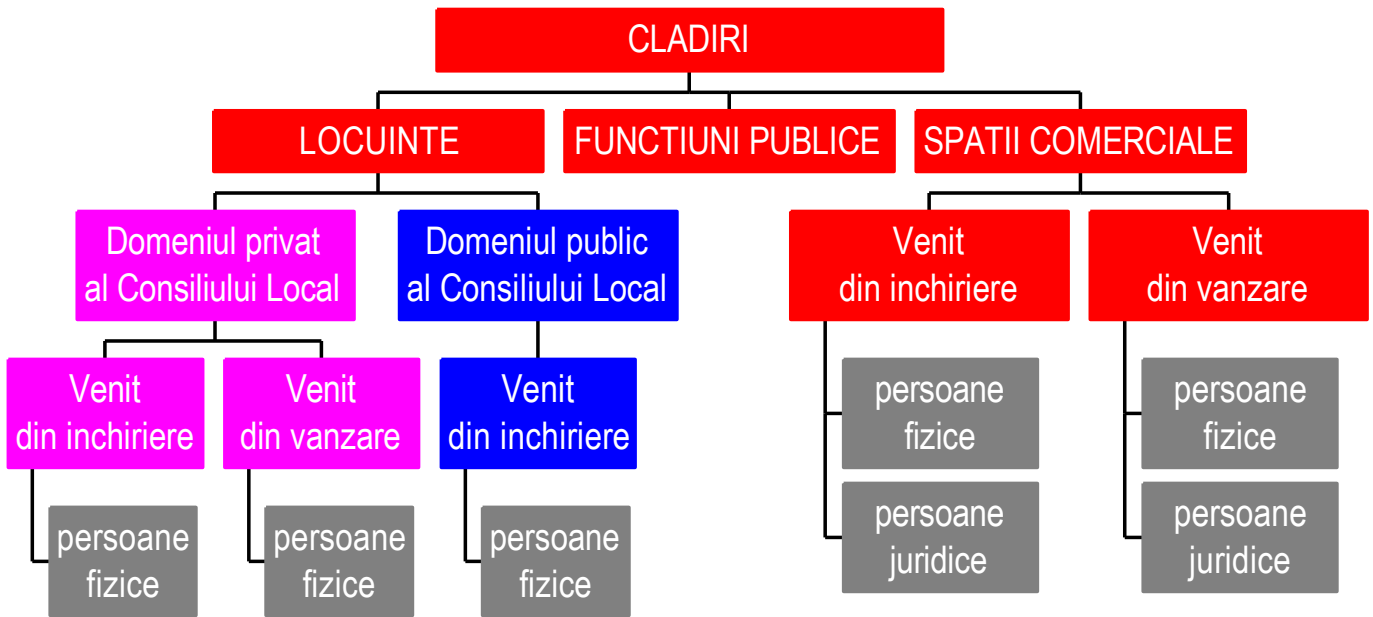 CLADIRI
LOCUINTE
FUNCTIUNI PUBLICE
SPATII COMERCIALE
Domeniul privat
al Consiliului Local
Domeniul public
al Consiliului Local
Venit
din inchiriere
Venit
din vanzare
Venit
din inchiriere
Venit
din vanzare
Venit
din inchiriere
persoane
fizice
persoane
fizice
persoane
juridice
persoane
juridice
persoane
fizice
persoane
fizice
persoane
fizice